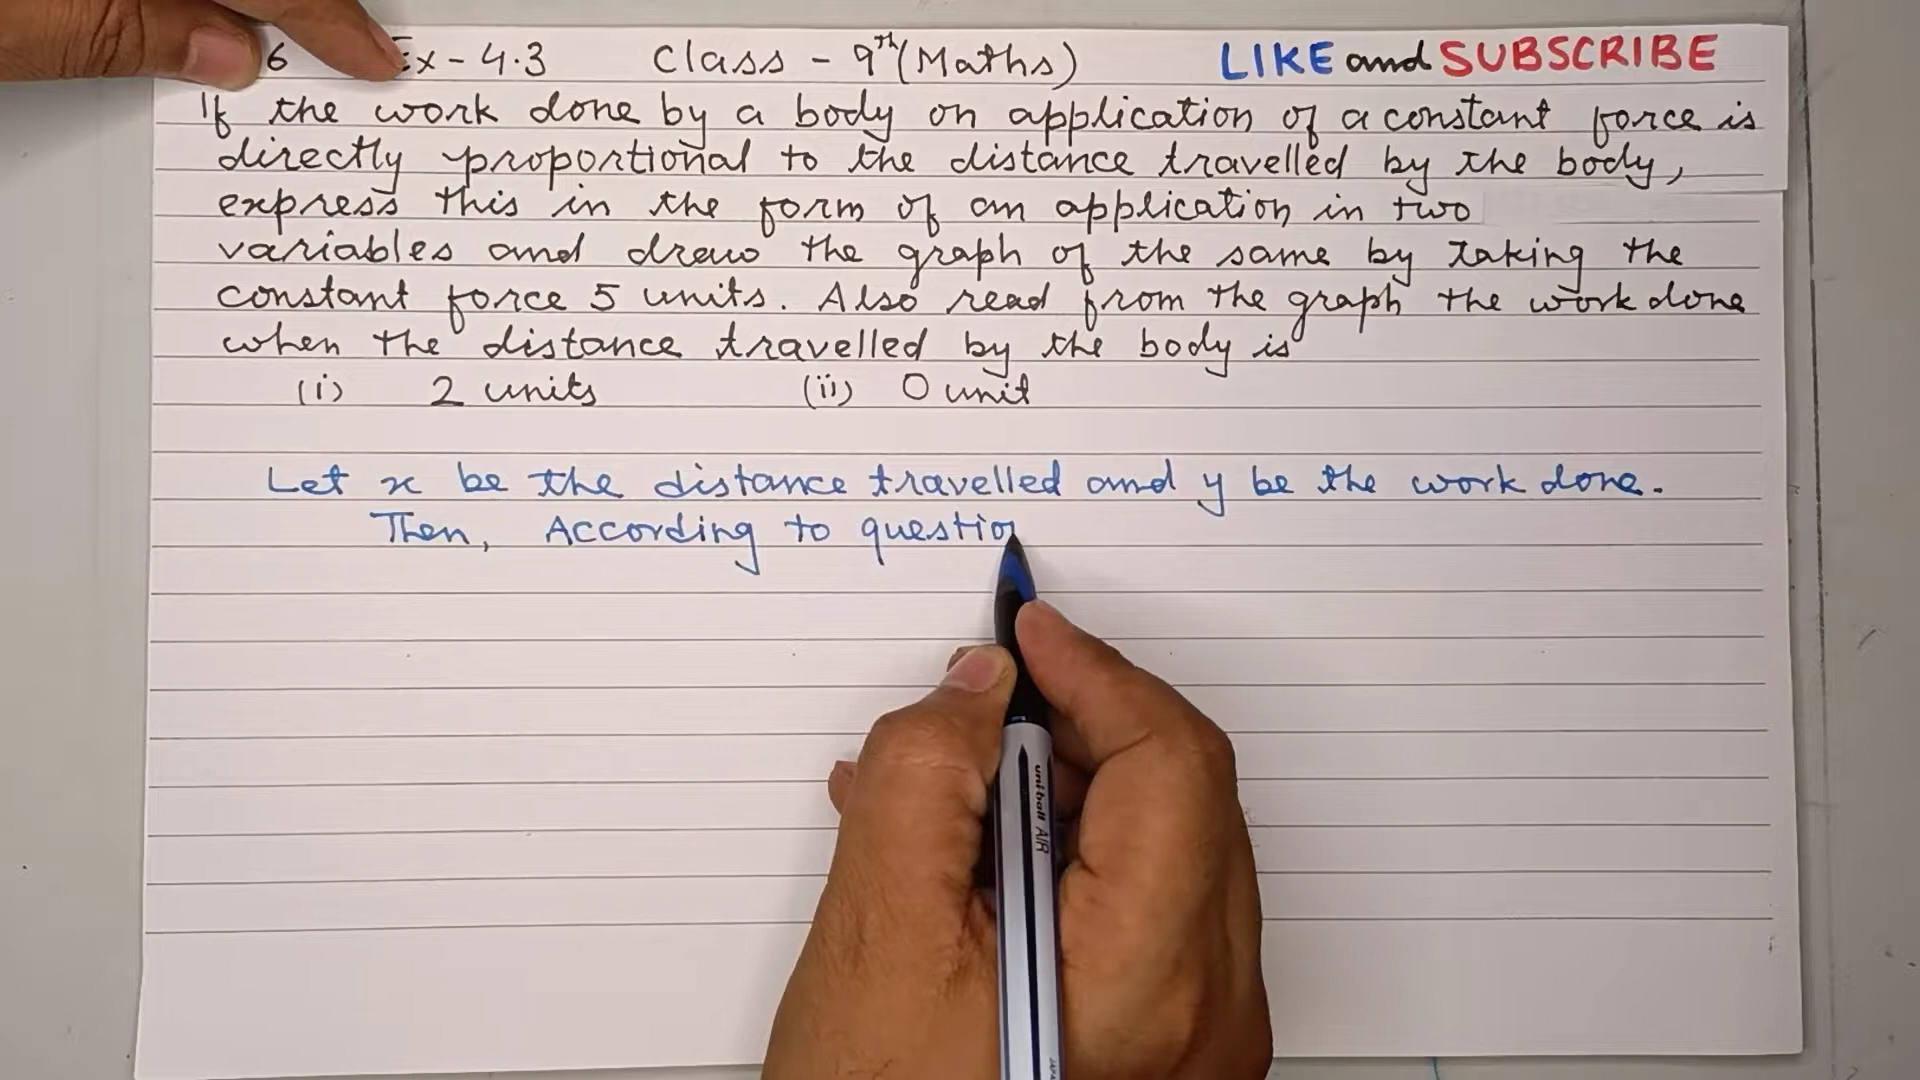 6 Ex - 4.3 Class - 9th (Maths) LIKE and SUBSCRIBE
If the work done by a body on application of a constant force is
directly proportional to the distance travelled by the body,
express this in the form of an application in two
variables and draw the graph of the same by taking the
constant force 5 units. Also read from the graph the work done
when the distance travelled by the body is
(i) 2 units (ii) 0 unit
Let x be the distance travelled and y be the work done.
Then, According to question
uniball AIR